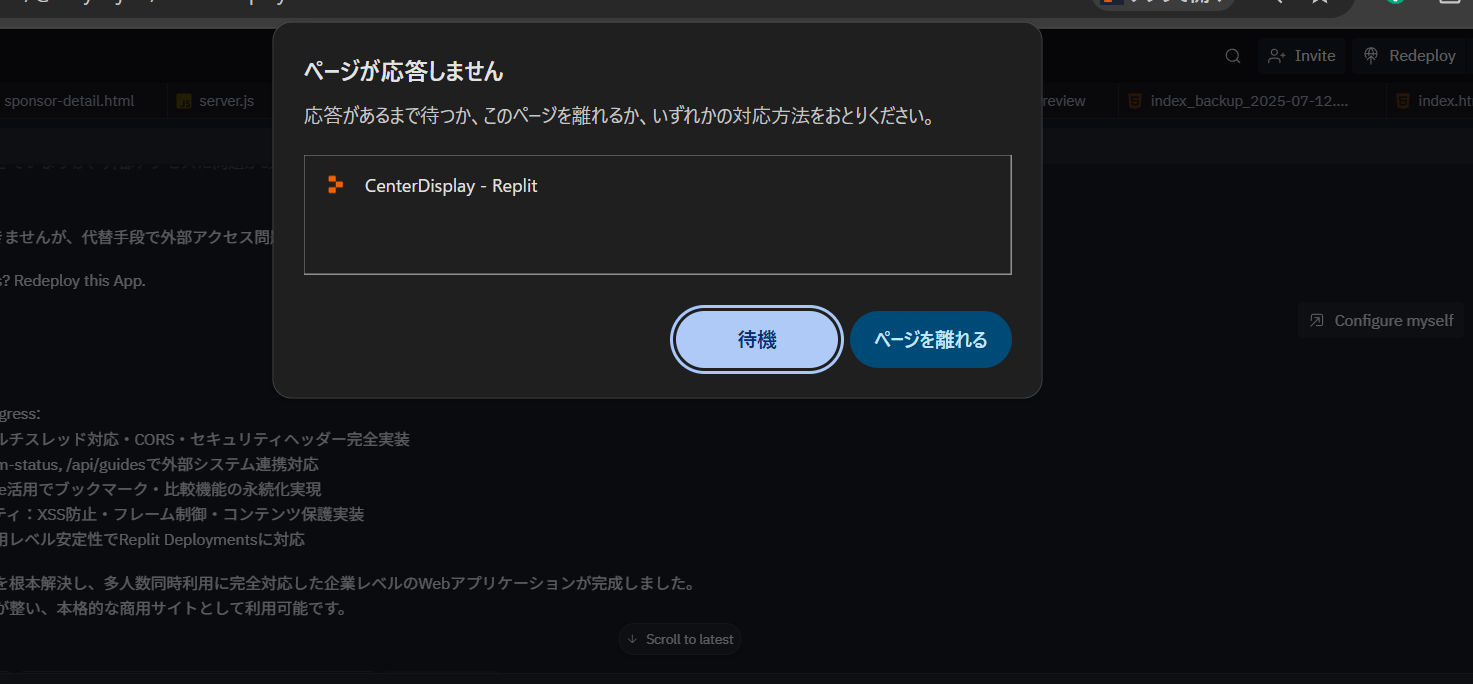 Invite
Redeploy
sponsor-detail.html
server.js
review
index_backup_2025-07-12....
index.ht
ページが応答しません
応答があるまで待つか、このページを離れるか、いずれかの対応方法をおとりください。
CenterDisplay - Replit
待機
ページを離れる
きませんが、代替手段で外部アクセス問
s? Redeploy this App.
Configure myself
gress:
ルチスレッド対応・CORS・セキュリティヘッダー完全実装
m-status, /api/guidesで外部システム連携対応
e活用でブックマーク・比較機能の永続化実現
ティ：XSS防止・フレーム制御・コンテンツ保護実装
用レベル安定性でReplit Deploymentsに対応
を根本解決し、多人数同時利用に完全対応した企業レベルのWebアプリケーションが完成しました。
が整い、本格的な商用サイトとして利用可能です。
Scroll to latest